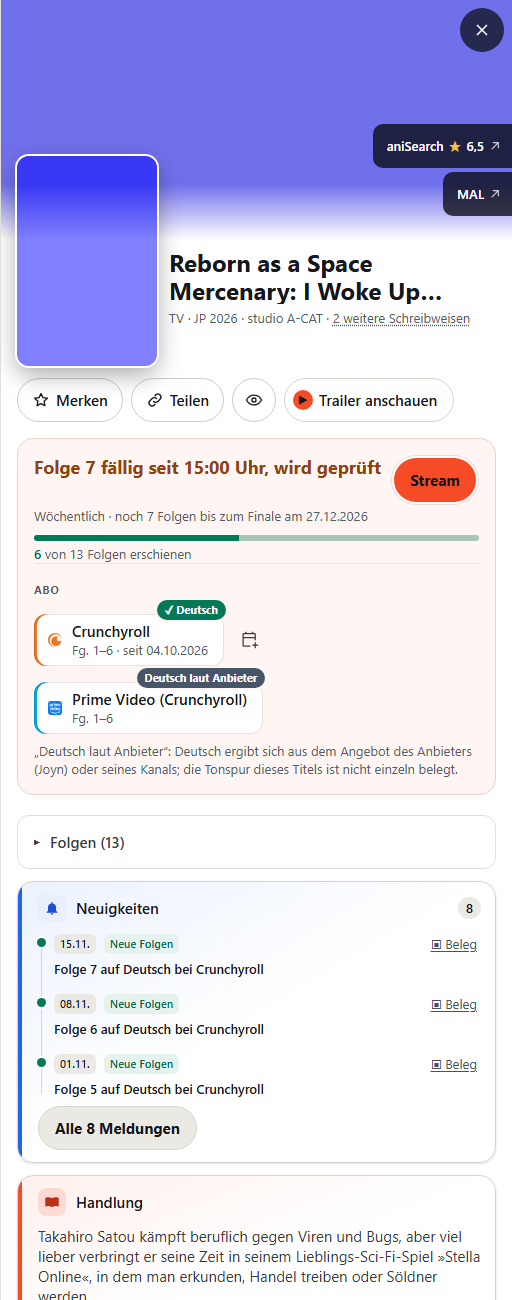 aniSearch ★ 6,5 ↗
MAL ↗
Reborn as a Space
Mercenary: I Woke Up…
TV · JP 2026 · studio A-CAT · 2 weitere Schreibweisen
Merken
Teilen
Trailer anschauen
Folge 7 fällig seit 15:00 Uhr, wird geprüft
Stream
Wöchentlich · noch 7 Folgen bis zum Finale am 27.12.2026
6 von 13 Folgen erschienen
ABO
✓ Deutsch
Crunchyroll
Fg. 1–6 · seit 04.10.2026
Deutsch laut Anbieter
prime video
Prime Video (Crunchyroll)
Fg. 1–6
„Deutsch laut Anbieter“: Deutsch ergibt sich aus dem Angebot des Anbieters
(Joyn) oder seines Kanals; die Tonspur dieses Titels ist nicht einzeln belegt.
▸ Folgen (13)
Neuigkeiten
8
15.11. Neue Folgen
▣ Beleg
Folge 7 auf Deutsch bei Crunchyroll
08.11. Neue Folgen
▣ Beleg
Folge 6 auf Deutsch bei Crunchyroll
01.11. Neue Folgen
▣ Beleg
Folge 5 auf Deutsch bei Crunchyroll
Alle 8 Meldungen
Handlung
Takahiro Satou kämpft beruflich gegen Viren und Bugs, aber viel
lieber verbringt er seine Zeit in seinem Lieblings-Sci-Fi-Spiel »Stella
Online«, in dem man erkunden, Handel treiben oder Söldner
werden